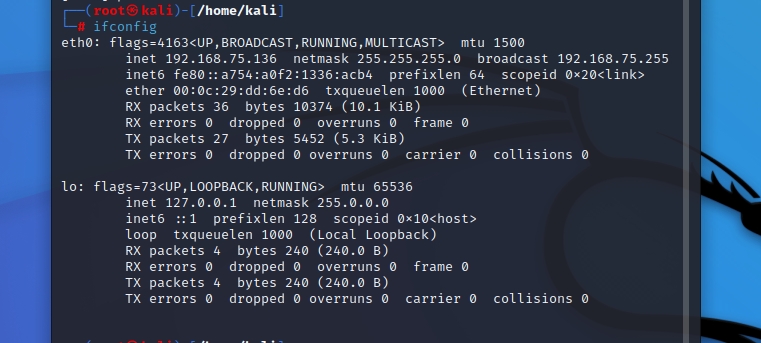 (root㉿kali)-[/home/kali]
# ifconfig
eth0: flags=4163<UP,BROADCAST,RUNNING,MULTICAST>  mtu 1500
inet 192.168.75.136  netmask 255.255.255.0  broadcast 192.168.75.255
inet6 fe80::a754:a0f2:1336:acb4  prefixlen 64  scopeid 0×20<link>
ether 00:0c:29:dd:6e:d6  txqueuelen 1000  (Ethernet)
RX packets 36  bytes 10374 (10.1 KiB)
RX errors 0  dropped 0  overruns 0  frame 0
TX packets 27  bytes 5452 (5.3 KiB)
TX errors 0  dropped 0 overruns 0  carrier 0  collisions 0
lo: flags=73<UP,LOOPBACK,RUNNING>  mtu 65536
inet 127.0.0.1  netmask 255.0.0.0
inet6 ::1  prefixlen 128  scopeid 0×10<host>
loop  txqueuelen 1000  (Local Loopback)
RX packets 4  bytes 240 (240.0 B)
RX errors 0  dropped 0  overruns 0  frame 0
TX packets 4  bytes 240 (240.0 B)
TX errors 0  dropped 0 overruns 0  carrier 0  collisions 0